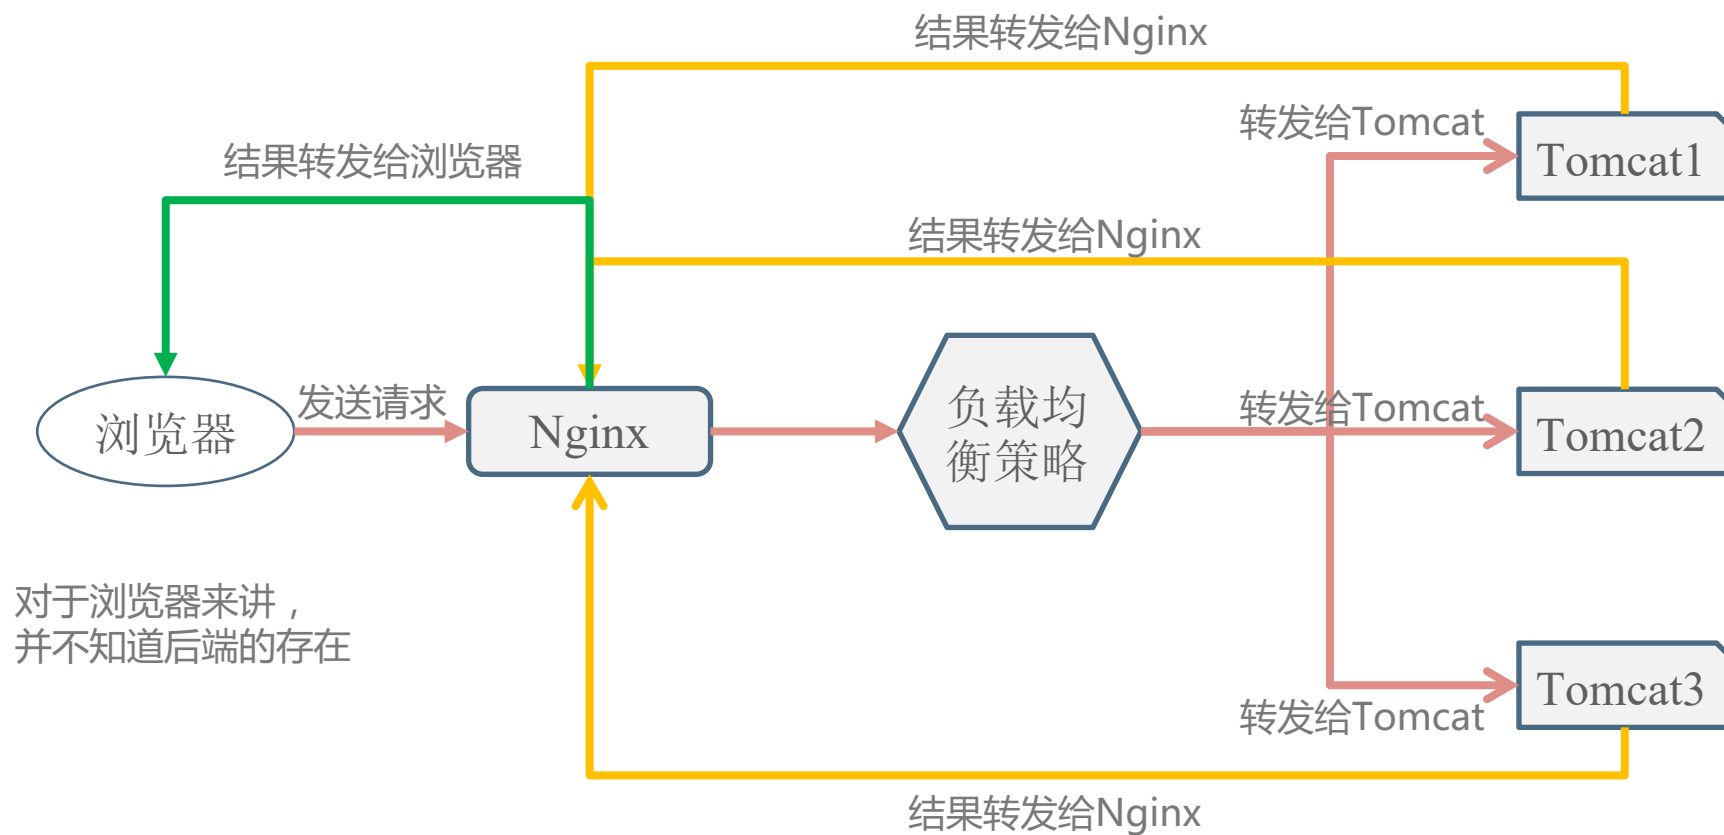 结果转发给Nginx
转发给Tomcat
Tomcat1
结果转发给浏览器
结果转发给Nginx
浏览器
发送请求
Nginx
负载均
衡策略
转发给Tomcat
Tomcat2
对于浏览器来讲，
并不知道后端的存在
Tomcat3
转发给Tomcat
结果转发给Nginx